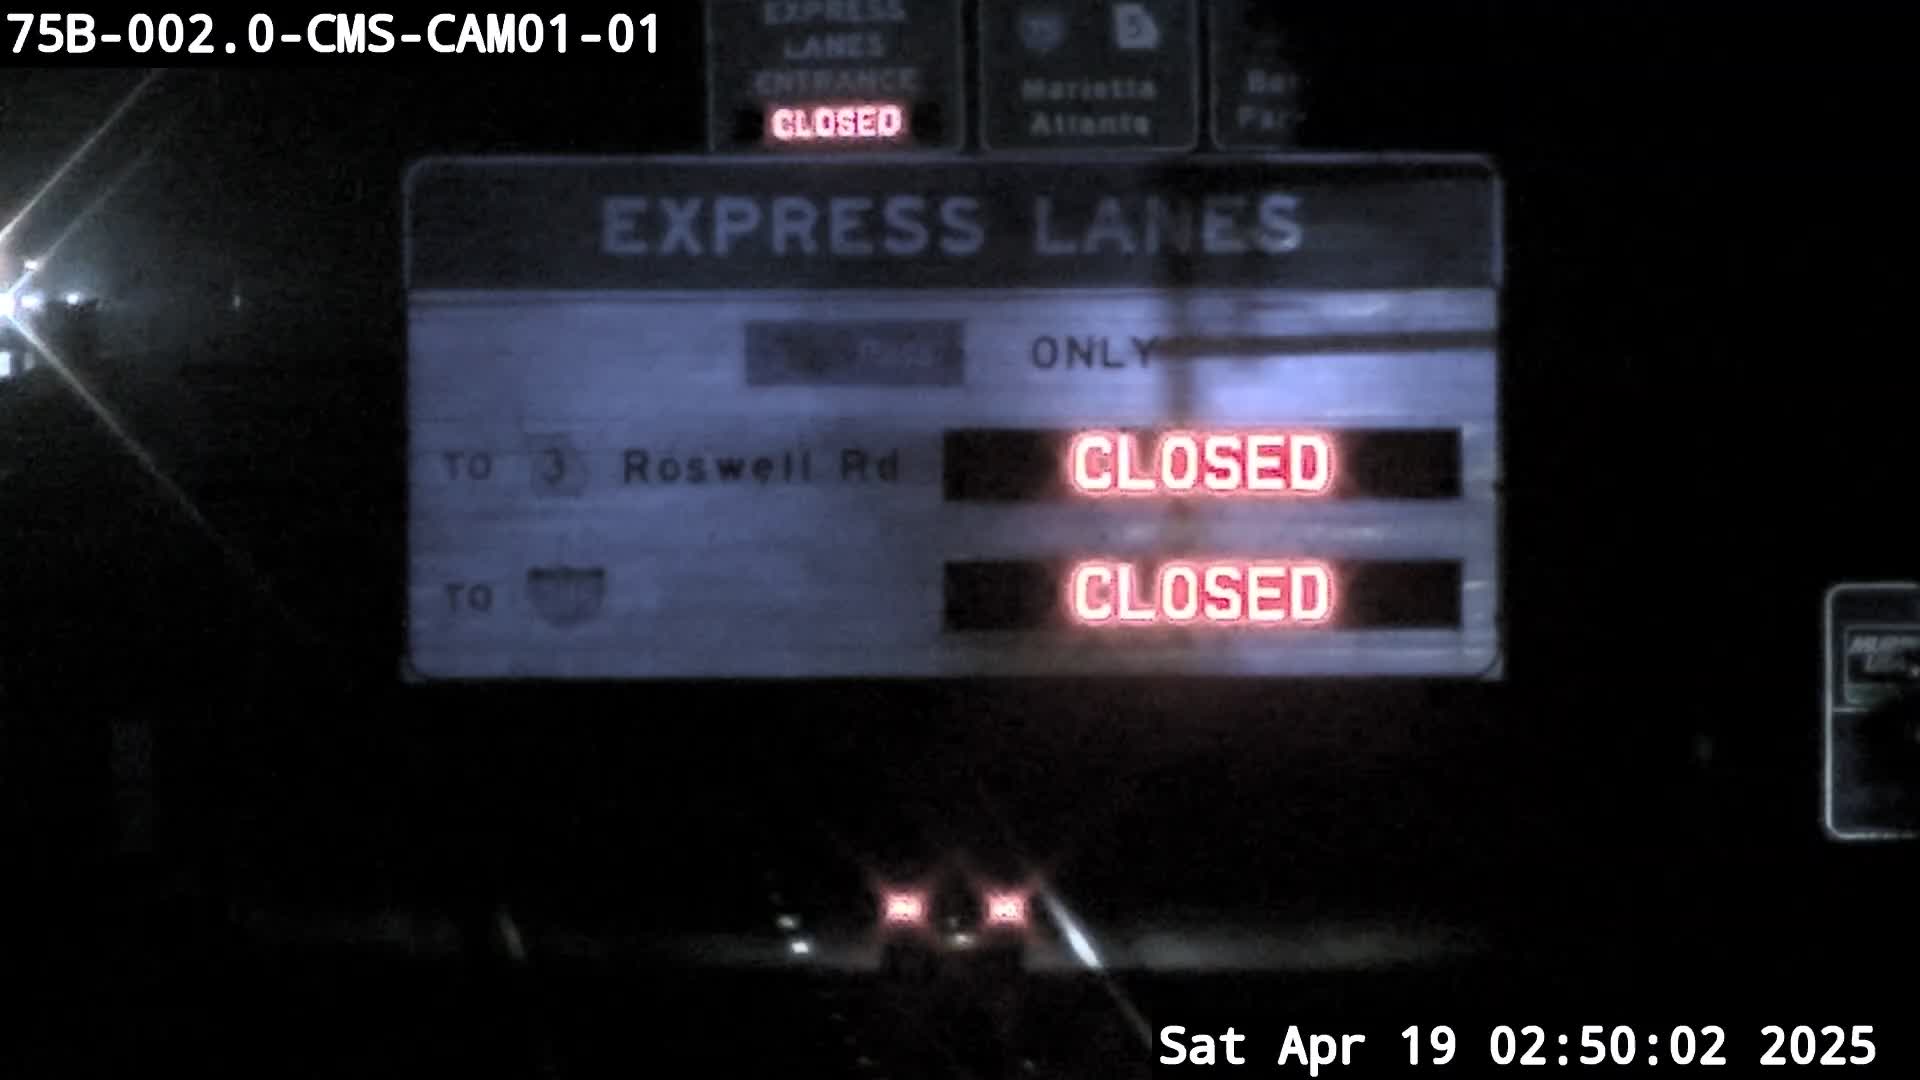 75B-002.0-CMS-CAM01-01
EXPRESS
LANES
ENTRANCE
CLOSED
Marietta
Atlanta
EXPRESS LANES
Pass ONLY
TO 3 Roswell Rd CLOSED
TO CLOSED
Sat Apr 19 02:50:02 2025